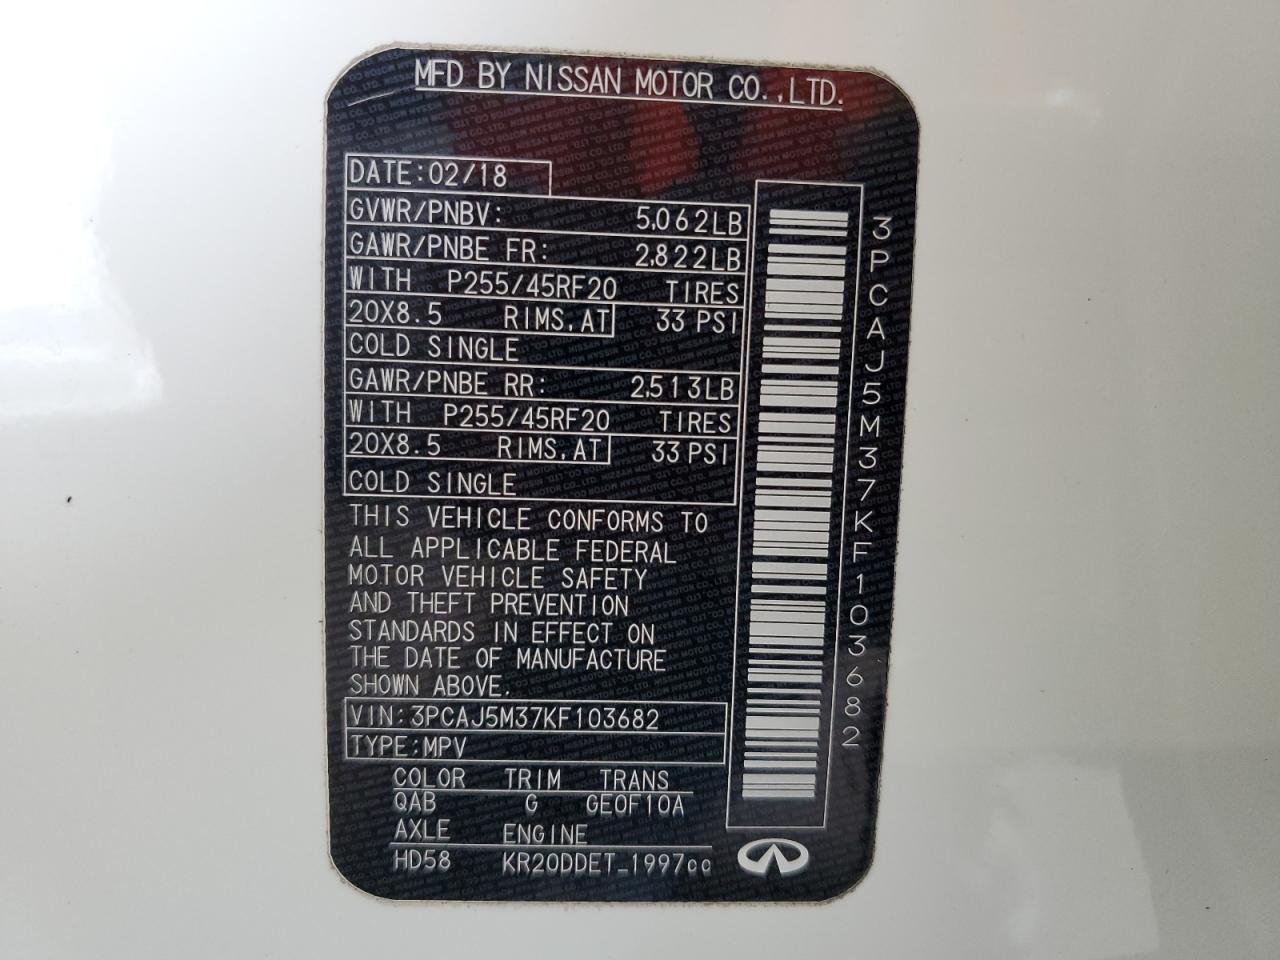 MFD BY NISSAN MOTOR CO.,LTD.
DATE:02/18
GVWR/PNBV: 5,062LB
GAWR/PNBE FR: 2,822LB
WITH P255/45RF20 TIRES
20X8.5 RIMS,AT 33 PSI
COLD SINGLE
GAWR/PNBE RR: 2,513LB
WITH P255/45RF20 TIRES
20X8.5 RIMS,AT 33 PSI
COLD SINGLE
THIS VEHICLE CONFORMS TO
ALL APPLICABLE FEDERAL
MOTOR VEHICLE SAFETY
AND THEFT PREVENTION
STANDARDS IN EFFECT ON
THE DATE OF MANUFACTURE
SHOWN ABOVE.
VIN:3PCAJ5M37KF103682
TYPE:MPV
COLOR TRIM TRANS
QAB G GE0F10A
AXLE ENGINE
HD58 KR20DDET_1997cc
3PCAJ5M37KF103682